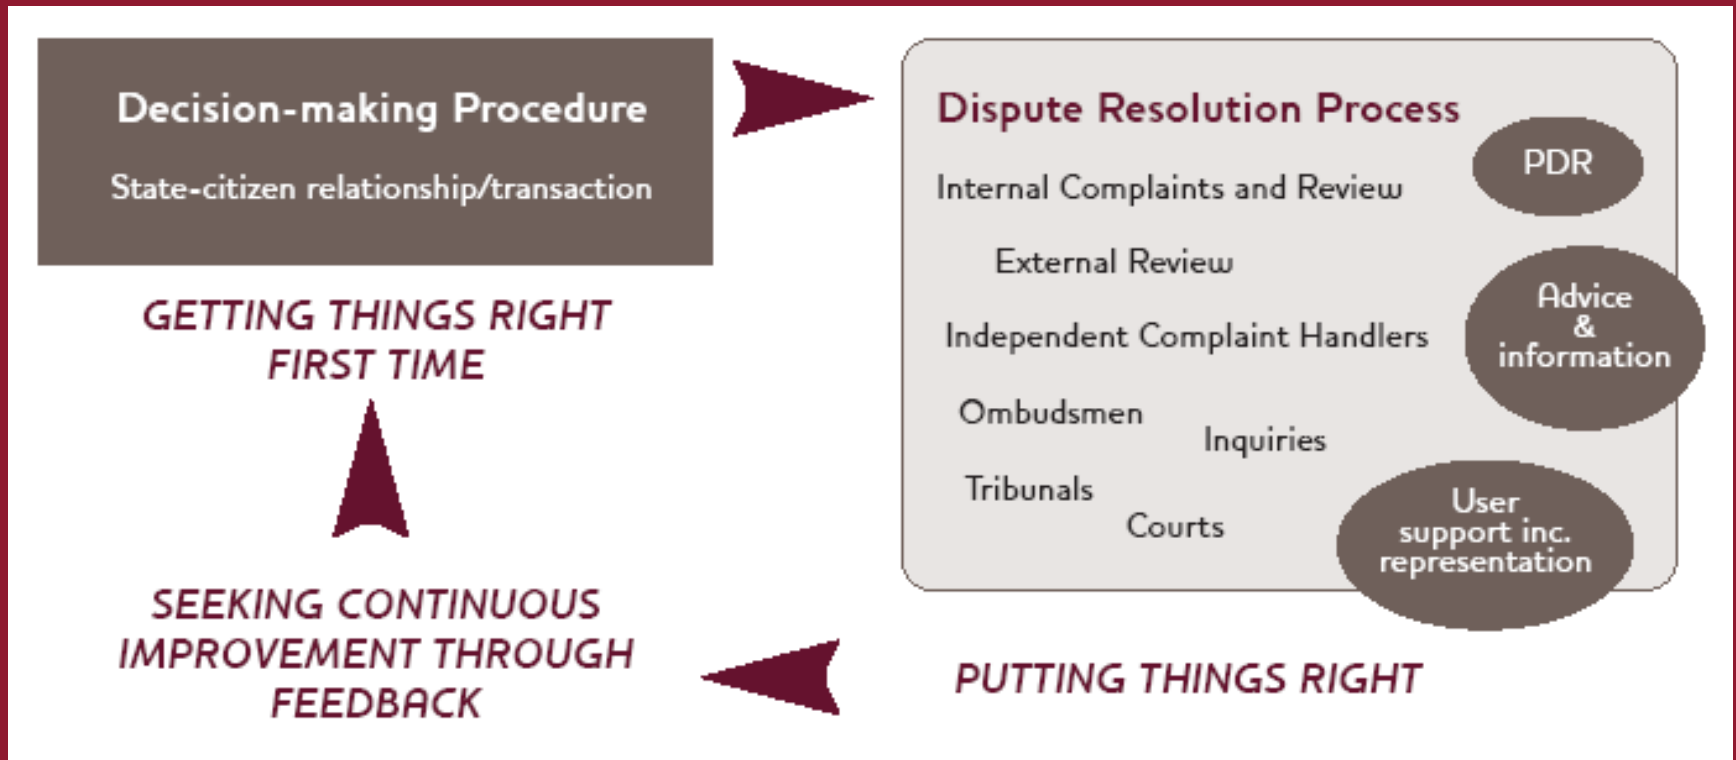 Decision-making Procedure
State-citizen relationship/transaction
GETTING THINGS RIGHT
FIRST TIME
SEEKING CONTINUOUS
IMPROVEMENT THROUGH
FEEDBACK
Dispute Resolution Process
PDR
Internal Complaints and Review
External Review
Advice
&
information
Independent Complaint Handlers
Ombudsmen
Inquiries
Tribunals
Courts
User
support inc.
representation
PUTTING THINGS RIGHT